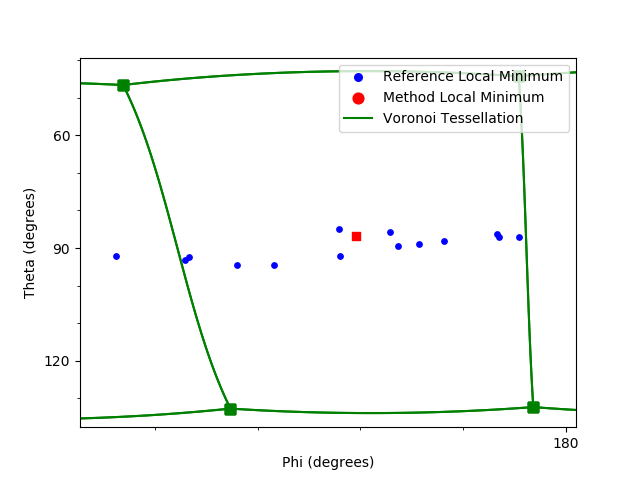 Reference Local Minimum
Method Local Minimum
Voronoi Tessellation
60
90
120
Theta (degrees)
180
Phi (degrees)